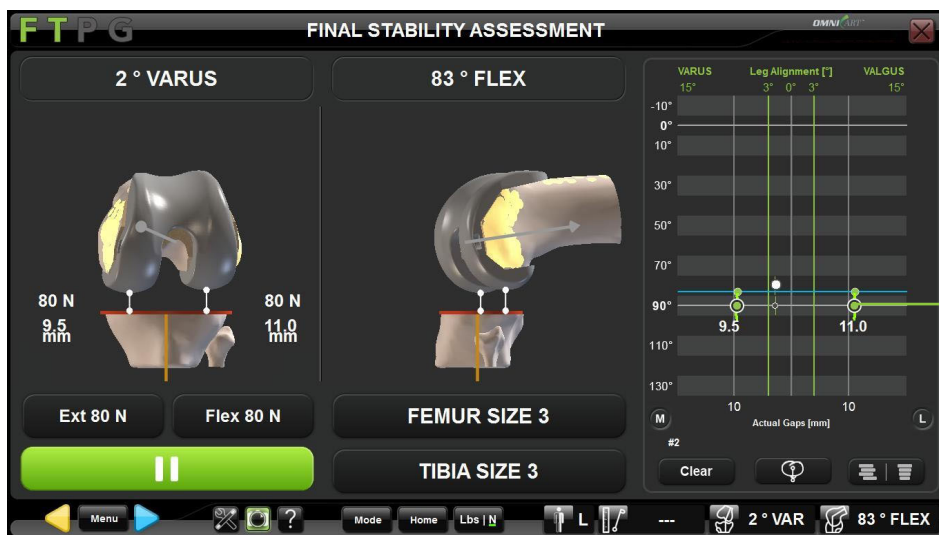 F T P G
FINAL STABILITY ASSESSMENT
OMNI ART
2 ° VARUS
83 ° FLEX
VARUS Leg Alignment [°] VALGUS
15° 3° 0° 3° 15°
-10°
0°
10°
30°
50°
70°
90°
110°
130°
9.5 11.0
10 10
Actual Gaps [mm]
M L
#2
80 N
9.5
mm
80 N
11.0
mm
Ext 80 N
Flex 80 N
FEMUR SIZE 3
TIBIA SIZE 3
Clear
Menu
?
Mode
Home
Lbs | N
L
---
2 ° VAR
83 ° FLEX